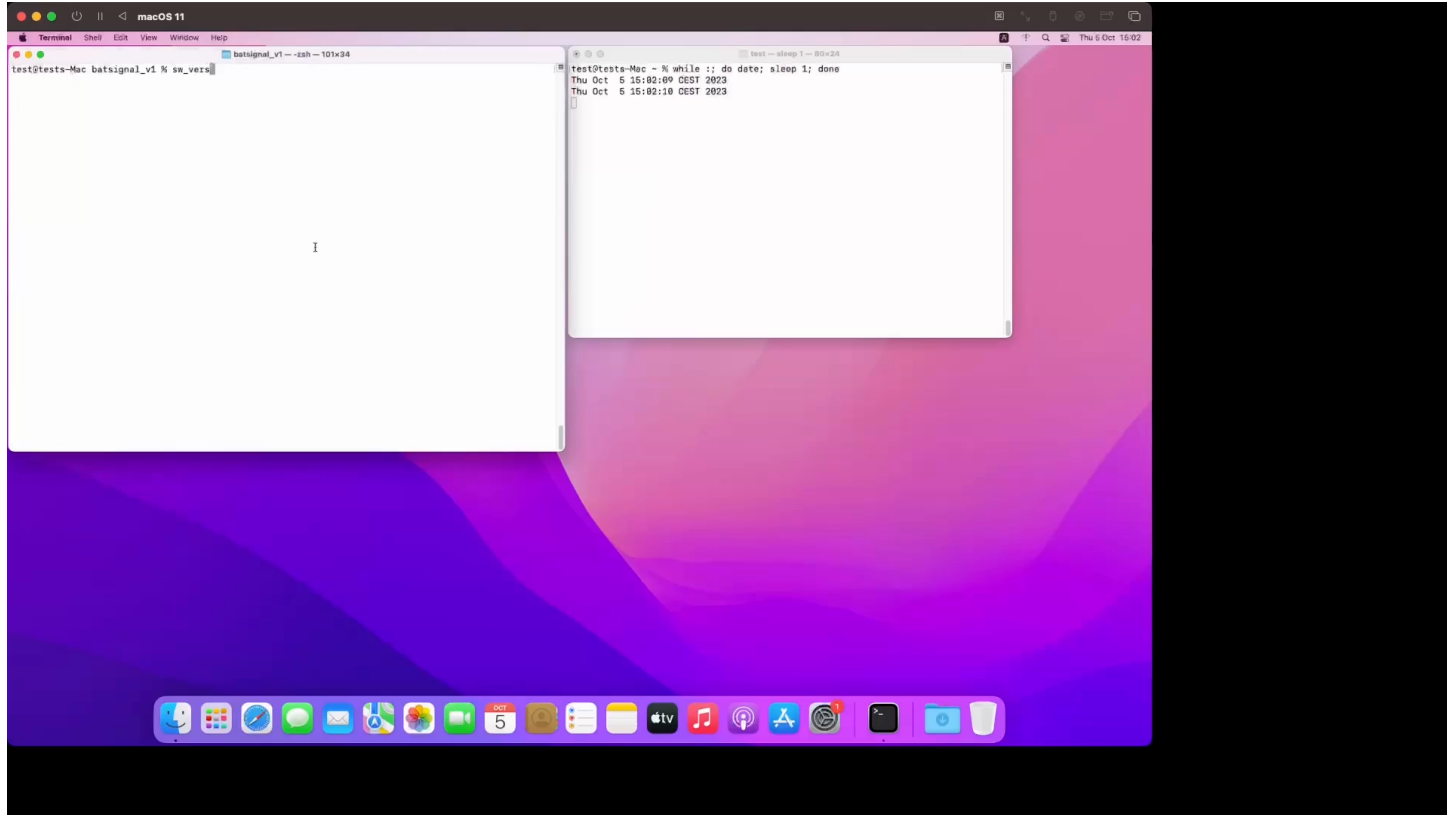 macOS 11
Terminal Shell Edit View Window Help
A
Thu 5 Oct 15:02
batsignal_v1 — -zsh — 101×34
test@tests-Mac batsignal_v1 % sw_vers
test — sleep 1 — 80×24
test@tests-Mac ~ % while :; do date; sleep 1; done
Thu Oct  5 15:02:09 CEST 2023
Thu Oct  5 15:02:10 CEST 2023
OCT
5
tv
1
>_